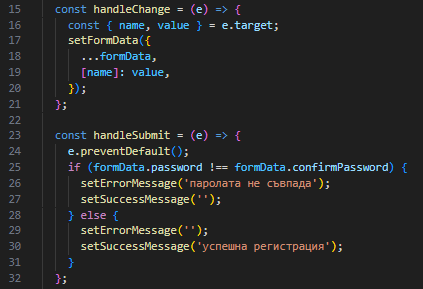 15 const handleChange = (e) => {
16 const { name, value } = e.target;
17 setFormData({
18 ...formData,
19 [name]: value,
20 });
21 };
22
23 const handleSubmit = (e) => {
24 e.preventDefault();
25 if (formData.password !== formData.confirmPassword) {
26 setErrorMessage('паролата не съвпада');
27 setSuccessMessage('');
28 } else {
29 setErrorMessage('');
30 setSuccessMessage('успешна регистрация');
31 }
32 };